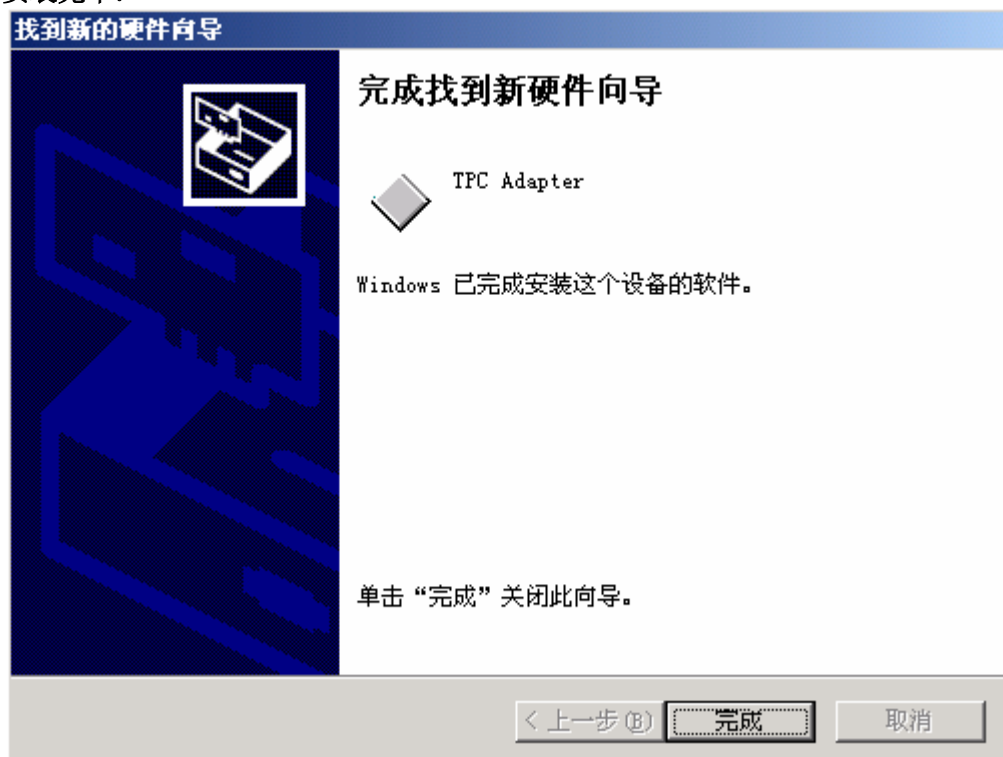 找到新的硬件向导
完成找到新硬件向导
TPC Adapter
Windows 已完成安装这个设备的软件。
单击“完成”关闭此向导。
< 上一步(B)
完成
取消